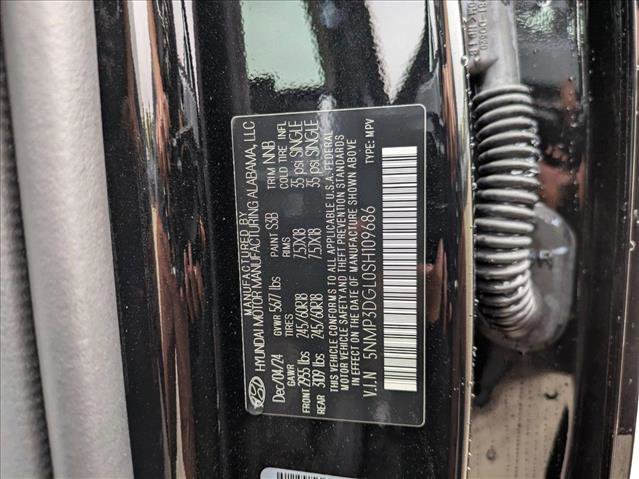 MANUFACTURED BY
HYUNDAI MOTOR MANUFACTURING ALABAMA, LLC
Dec/04/24 GVWR 5677 lbs PAINT S3B TRIM NNB
GAWR TIRES RIMS COLD TIRE INFL
FRONT 2955 lbs 245/60R18 7.5JX18 35 psi SINGLE
REAR 3109 lbs 245/60R18 7.5JX18 35 psi SINGLE
THIS VEHICLE CONFORMS TO ALL APPLICABLE U.S.A. FEDERAL
MOTOR VEHICLE SAFETY AND THEFT PREVENTION STANDARDS
IN EFFECT ON THE DATE OF MANUFACTURE SHOWN ABOVE
V.I.N 5NMP3DGL0SH109686 TYPE: MPV